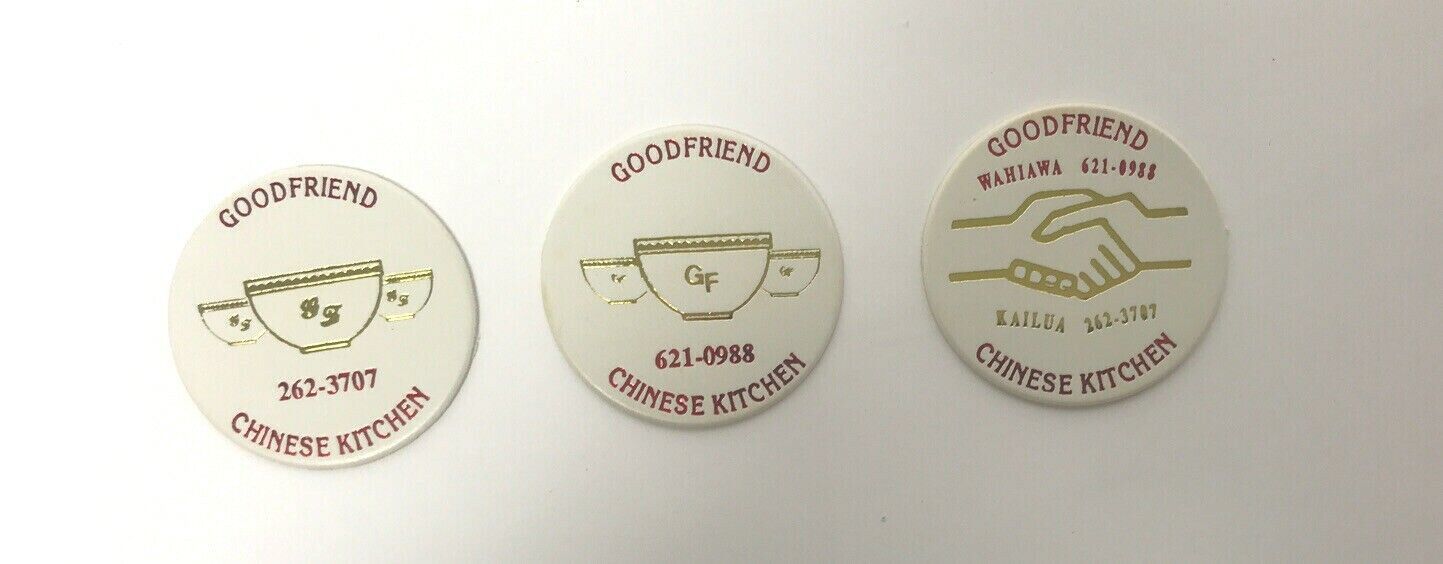 GOODFRIEND
262-3707
CHINESE KITCHEN
GOODFRIEND
GF
GF
GF
621-0988
CHINESE KITCHEN
GOODFRIEND
WAHIAWA 621-0988
KAILUA 262-3707
CHINESE KITCHEN